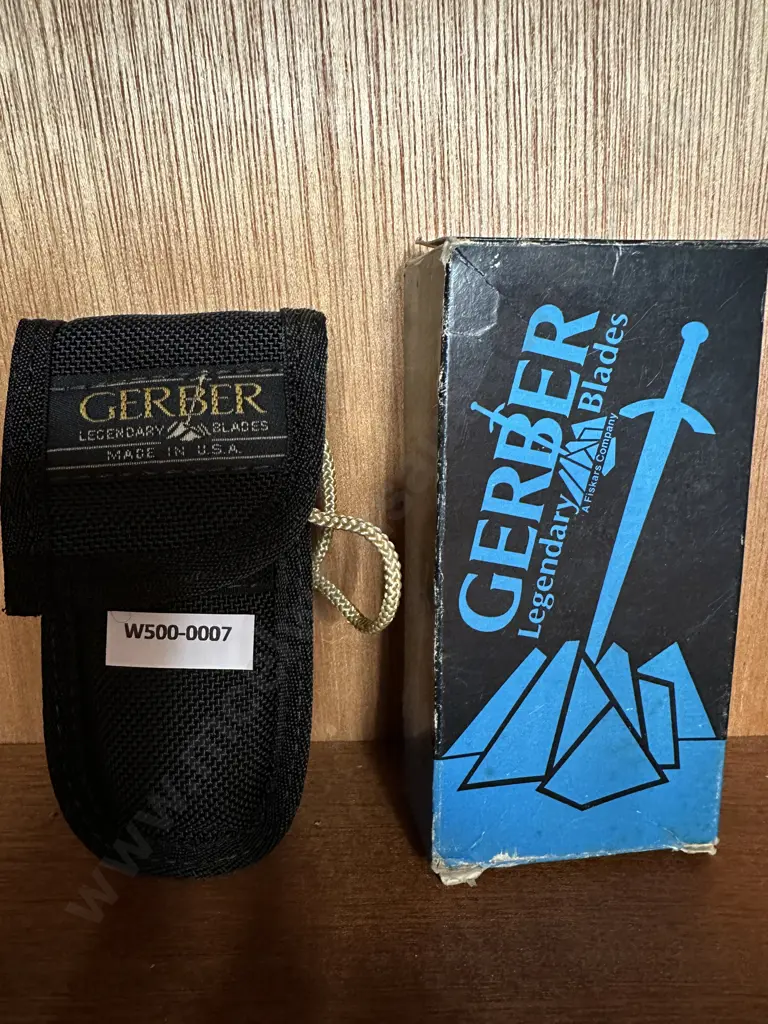 GERBER
LEGENDARY BLADES
MADE IN U.S.A.
W500-0007
GERBER
Legendary Blades
A Fiskars Company